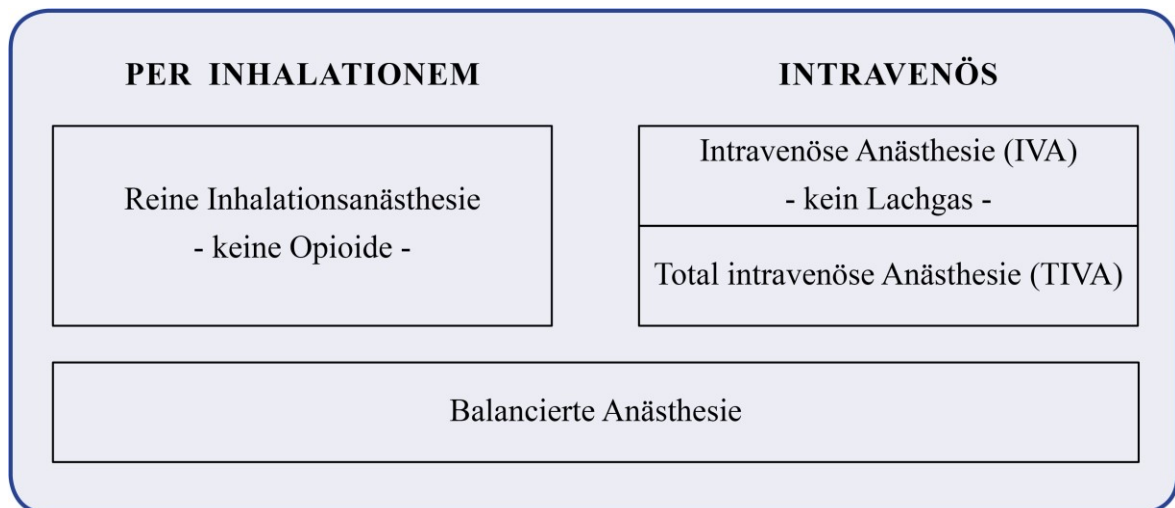 PER INHALATIONEM
INTRAVENÖS
Reine Inhalationsanästhesie
- keine Opioide -
Intravenöse Anästhesie (IVA)
- kein Lachgas -
Total intravenöse Anästhesie (TIVA)
Balancierte Anästhesie